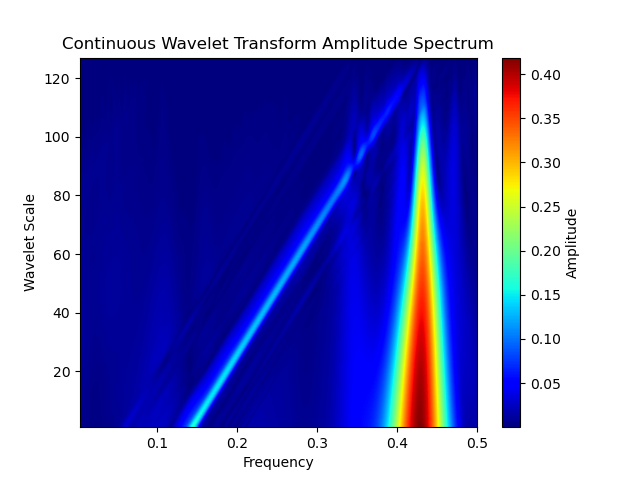 Continuous Wavelet Transform Amplitude Spectrum
120
100
80
60
40
20
Wavelet Scale
0.1 0.2 0.3 0.4 0.5
Frequency
0.40
0.35
0.30
0.25
0.20
0.15
0.10
0.05
Amplitude